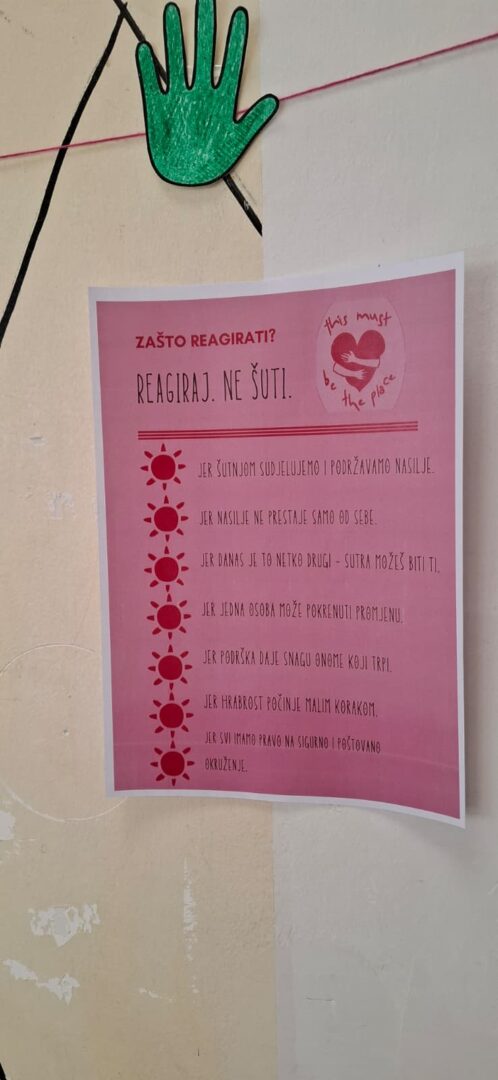 ZAŠTO REAGIRATI?
REAGIRAJ. NE ŠUTI.
this must
be the place
JER ŠUTNJOM SUDJELUJEMO I PODRŽAVAMO NASILJE.
JER NASILJE NE PRESTAJE SAMO OD SEBE.
JER DANAS JE TO NETKO DRUGI - SUTRA MOŽEŠ BITI TI.
JER JEDNA OSOBA MOŽE POKRENUTI PROMJENU.
JER PODRŠKA DAJE SNAGU ONOME KOJI TRPI.
JER HRABROST POČINJE MALIM KORAKOM.
JER SVI IMAMO PRAVO NA SIGURNO I POŠTOVANO
OKRUŽENJE.